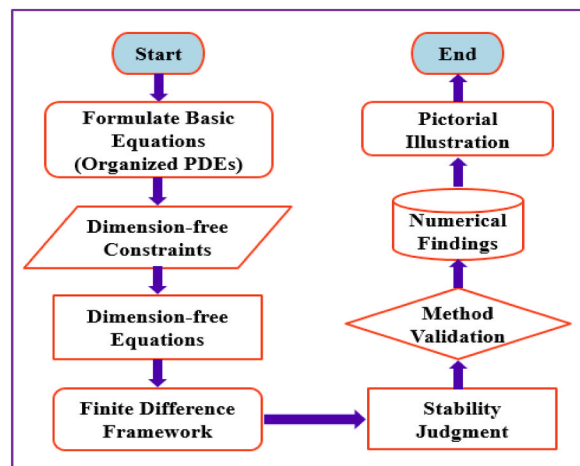 Start
Formulate Basic
Equations
(Organized PDEs)
Dimension-free
Constraints
Dimension-free
Equations
Finite Difference
Framework
Stability
Judgment
Method
Validation
Numerical
Findings
Pictorial
Illustration
End